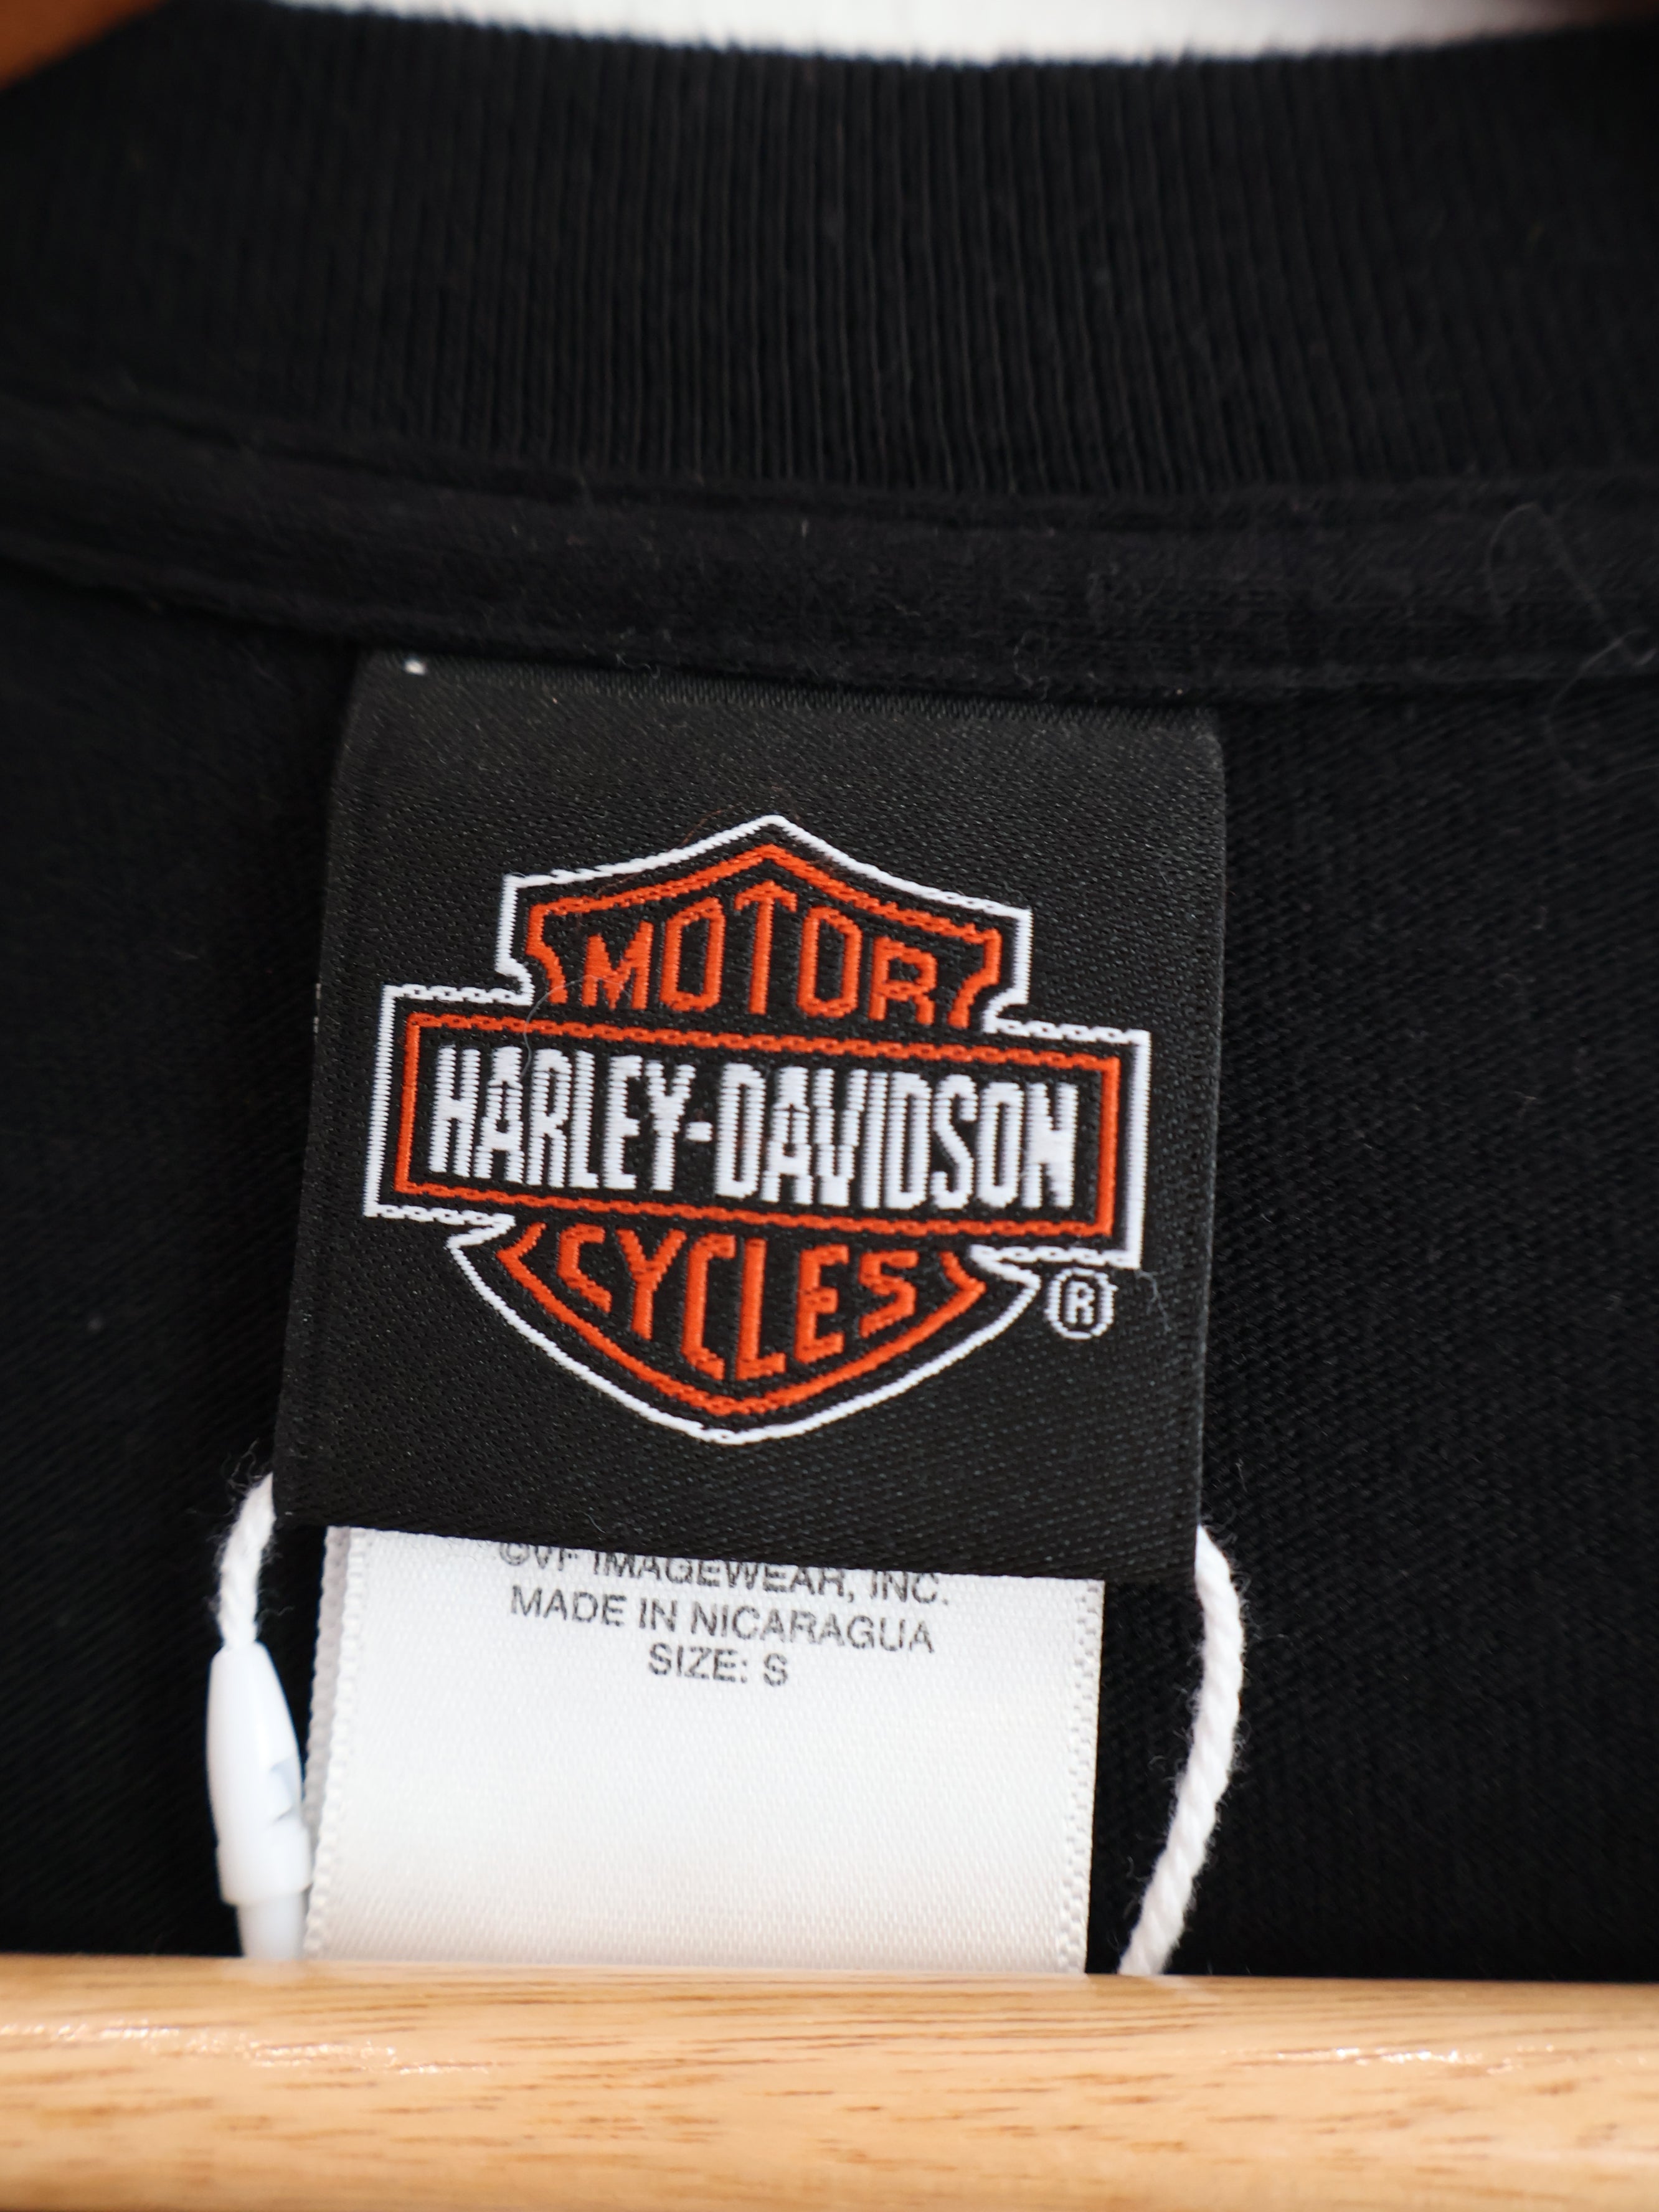 MOTOR
HARLEY-DAVIDSON
CYCLES
®
©VF IMAGEWEAR, INC.
MADE IN NICARAGUA
SIZE: S